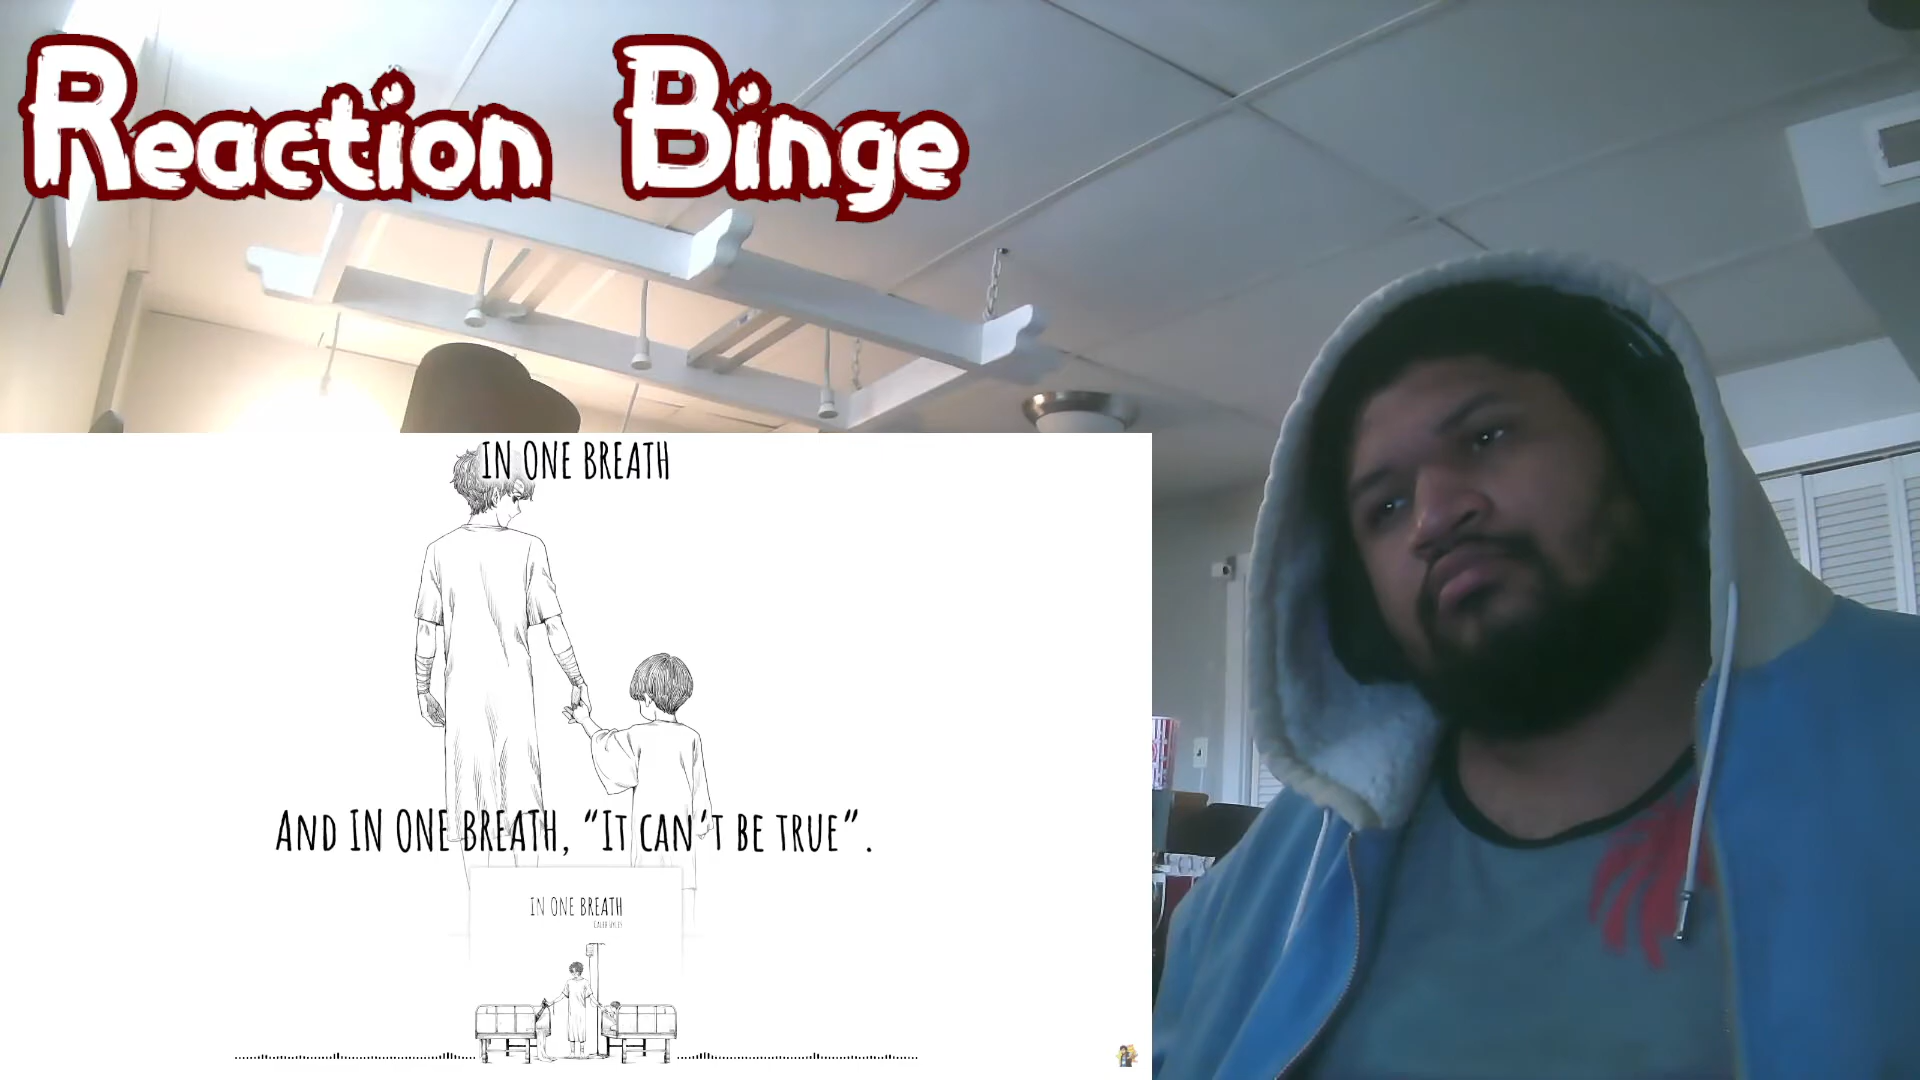 Reaction Binge
IN ONE BREATH
And IN ONE BREATH, “It can’t be true”.
IN ONE BREATH